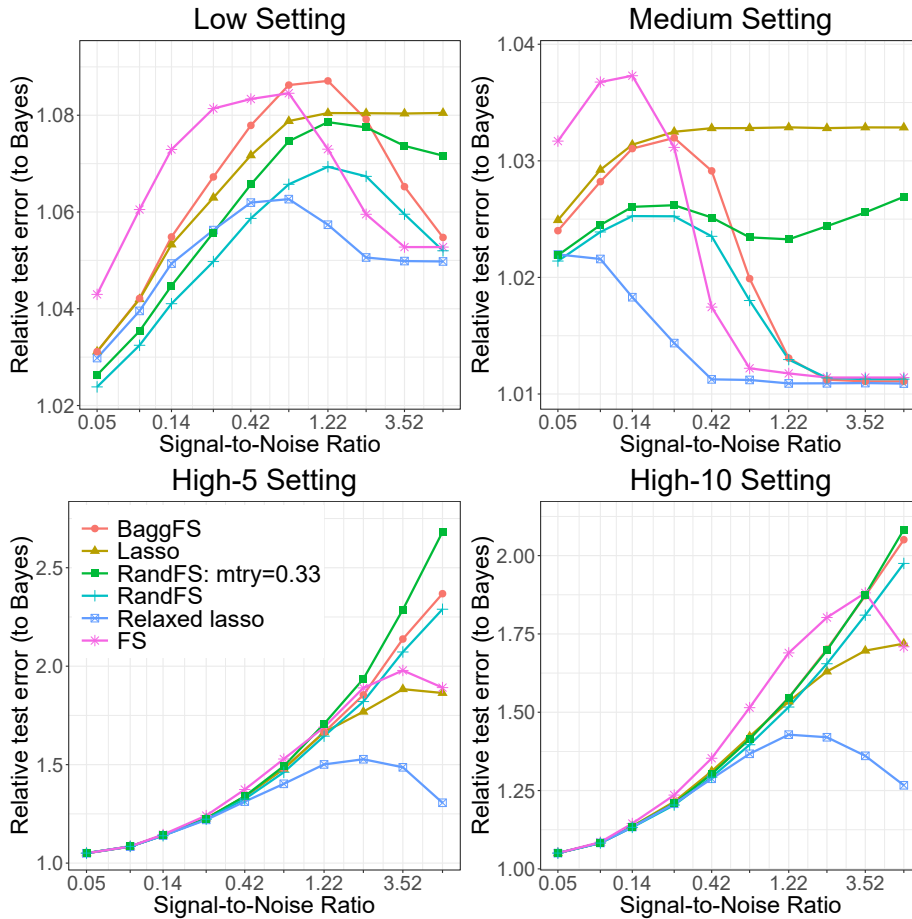 Low Setting
Relative test error (to Bayes)
1.08
1.06
1.04
1.02
0.05 0.14 0.42 1.22 3.52
Signal-to-Noise Ratio
Medium Setting
Relative test error (to Bayes)
1.04
1.03
1.02
1.01
0.05 0.14 0.42 1.22 3.52
Signal-to-Noise Ratio
High-5 Setting
Relative test error (to Bayes)
2.5
2.0
1.5
1.0
BaggFS
Lasso
RandFS: mtry=0.33
RandFS
Relaxed lasso
FS
0.05 0.14 0.42 1.22 3.52
Signal-to-Noise Ratio
High-10 Setting
Relative test error (to Bayes)
2.00
1.75
1.50
1.25
1.00
0.05 0.14 0.42 1.22 3.52
Signal-to-Noise Ratio